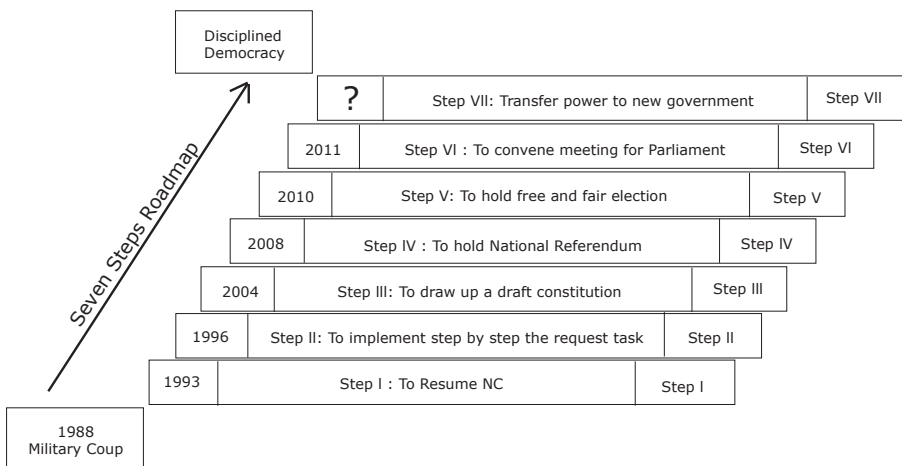 Disciplined
Democracy
? Step VII: Transfer power to new government Step VII
2011 Step VI : To convene meeting for Parliament Step VI
2010 Step V: To hold free and fair election Step V
2008 Step IV : To hold National Referendum Step IV
2004 Step III: To draw up a draft constitution Step III
1996 Step II: To implement step by step the request task Step II
1993 Step I : To Resume NC Step I
Seven Steps Roadmap
1988
Military Coup